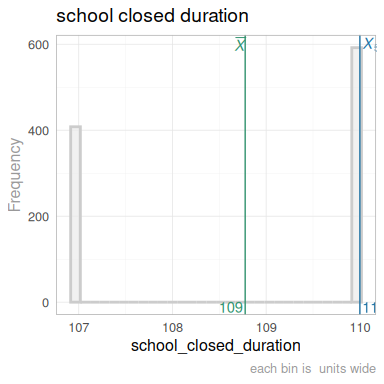 school closed duration
600
400
200
0
Frequency
X
X
109
11
107
108
109
110
school_closed_duration
each bin is units wide